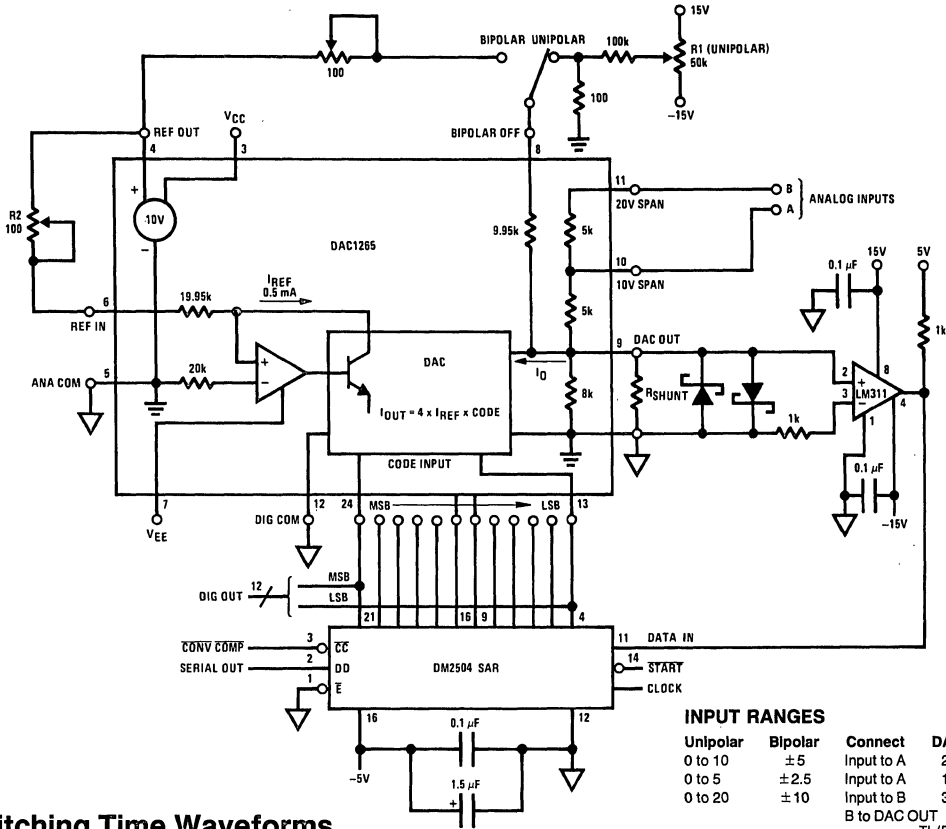 15V
BIPOLAR UNIPOLAR
100k
R1 (UNIPOLAR)
50k
100
100
-15V
VCC
REF OUT
4
3
BIPOLAR OFF
8
+
10V
-
R2
100
DAC1265
9.95k
11
20V SPAN
5k
B
A
ANALOG INPUTS
10
10V SPAN
5k
15V
5V
0.1 µF
1k
IREF
0.5 mA
6
REF IN
19.95k
9
DAC OUT
DAC
IO
8k
RSHUNT
5
ANA COM
20k
+
-
IOUT = 4 x IREF x CODE
CODE INPUT
2
3
+
-
8
LM311
4
1
1k
0.1 µF
-15V
7
VEE
12
DIG COM
24
MSB
LSB
13
DIG OUT
12
MSB
LSB
21
16
9
4
CONV COMP
3
CC
11
DATA IN
SERIAL OUT
2
DD
DM2504 SAR
14
START
1
E
CLOCK
16
12
0.1 µF
-5V
1.5 µF
+
INPUT RANGES
Unipolar Bipolar Connect DA
0 to 10 ±5 Input to A 2
0 to 5 ±2.5 Input to A 1
0 to 20 ±10 Input to B 3
B to DAC OUT
itching Time Waveforms